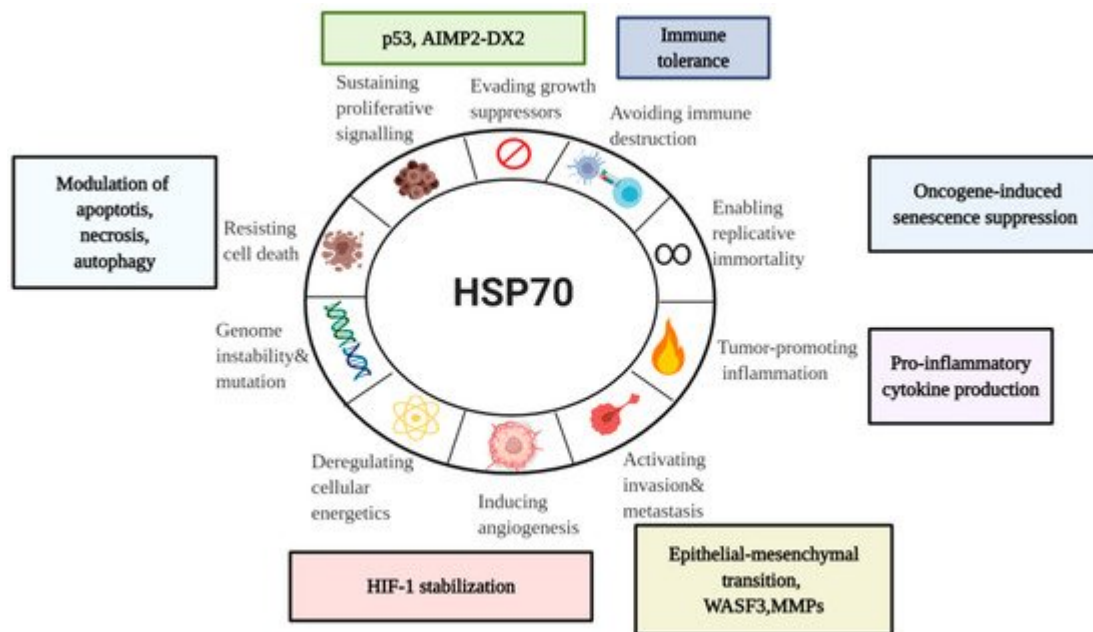 p53, AIMP2-DX2
Immune
tolerance
Sustaining
proliferative
signalling
Evading growth
suppressors
Avoiding immune
destruction
Modulation of
apoptotis,
necrosis,
autophagy
Resisting
cell death
Enabling
replicative
immortality
Oncogene-induced
senescence suppression
HSP70
Genome
instability&
mutation
Tumor-promoting
inflammation
Pro-inflammatory
cytokine production
Deregulating
cellular
energetics
Inducing
angiogenesis
Activating
invasion&
metastasis
HIF-1 stabilization
Epithelial-mesenchymal
transition,
WASF3,MMPs